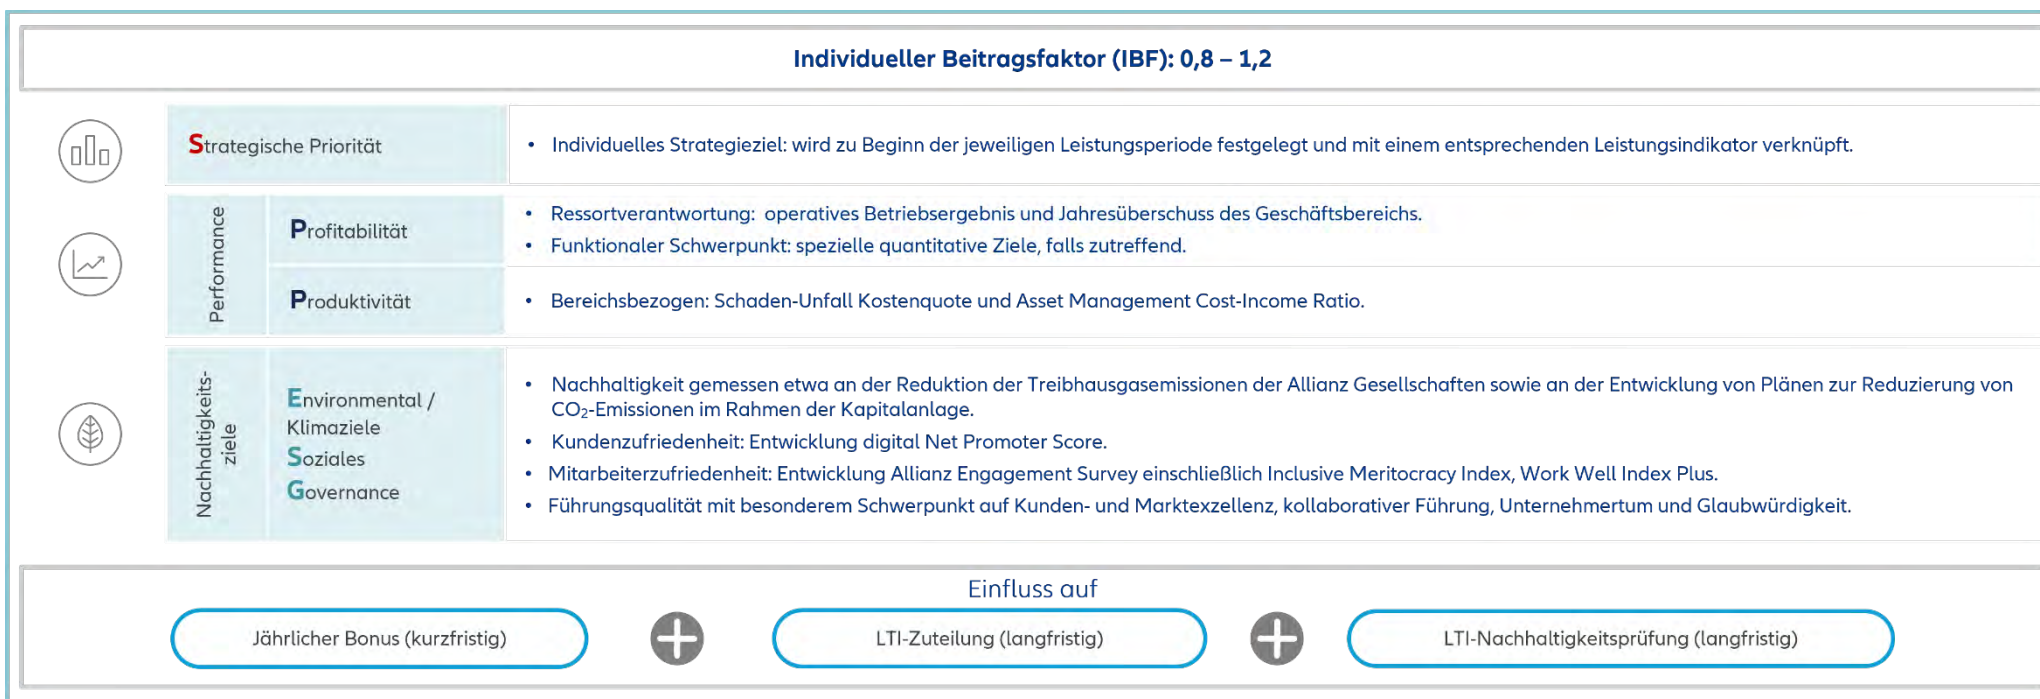 Individueller Beitragsfaktor (IBF): 0,8 – 1,2
Strategische Priorität
• Individuelles Strategieziel: wird zu Beginn der jeweiligen Leistungsperiode festgelegt und mit einem entsprechenden Leistungsindikator verknüpft.
Performance
Profitabilität
• Ressortverantwortung: operatives Betriebsergebnis und Jahresüberschuss des Geschäftsbereichs.
• Funktionaler Schwerpunkt: spezielle quantitative Ziele, falls zutreffend.
Produktivität
• Bereichsbezogen: Schaden-Unfall Kostenquote und Asset Management Cost-Income Ratio.
Nachhaltigkeits-
ziele
Environmental /
Klimaziele
Soziales
Governance
• Nachhaltigkeit gemessen etwa an der Reduktion der Treibhausgasemissionen der Allianz Gesellschaften sowie an der Entwicklung von Plänen zur Reduzierung von
CO₂-Emissionen im Rahmen der Kapitalanlage.
• Kundenzufriedenheit: Entwicklung digital Net Promoter Score.
• Mitarbeiterzufriedenheit: Entwicklung Allianz Engagement Survey einschließlich Inclusive Meritocracy Index, Work Well Index Plus.
• Führungsqualität mit besonderem Schwerpunkt auf Kunden- und Marktexzellenz, kollaborativer Führung, Unternehmertum und Glaubwürdigkeit.
Einfluss auf
Jährlicher Bonus (kurzfristig)
LTI-Zuteilung (langfristig)
LTI-Nachhaltigkeitsprüfung (langfristig)